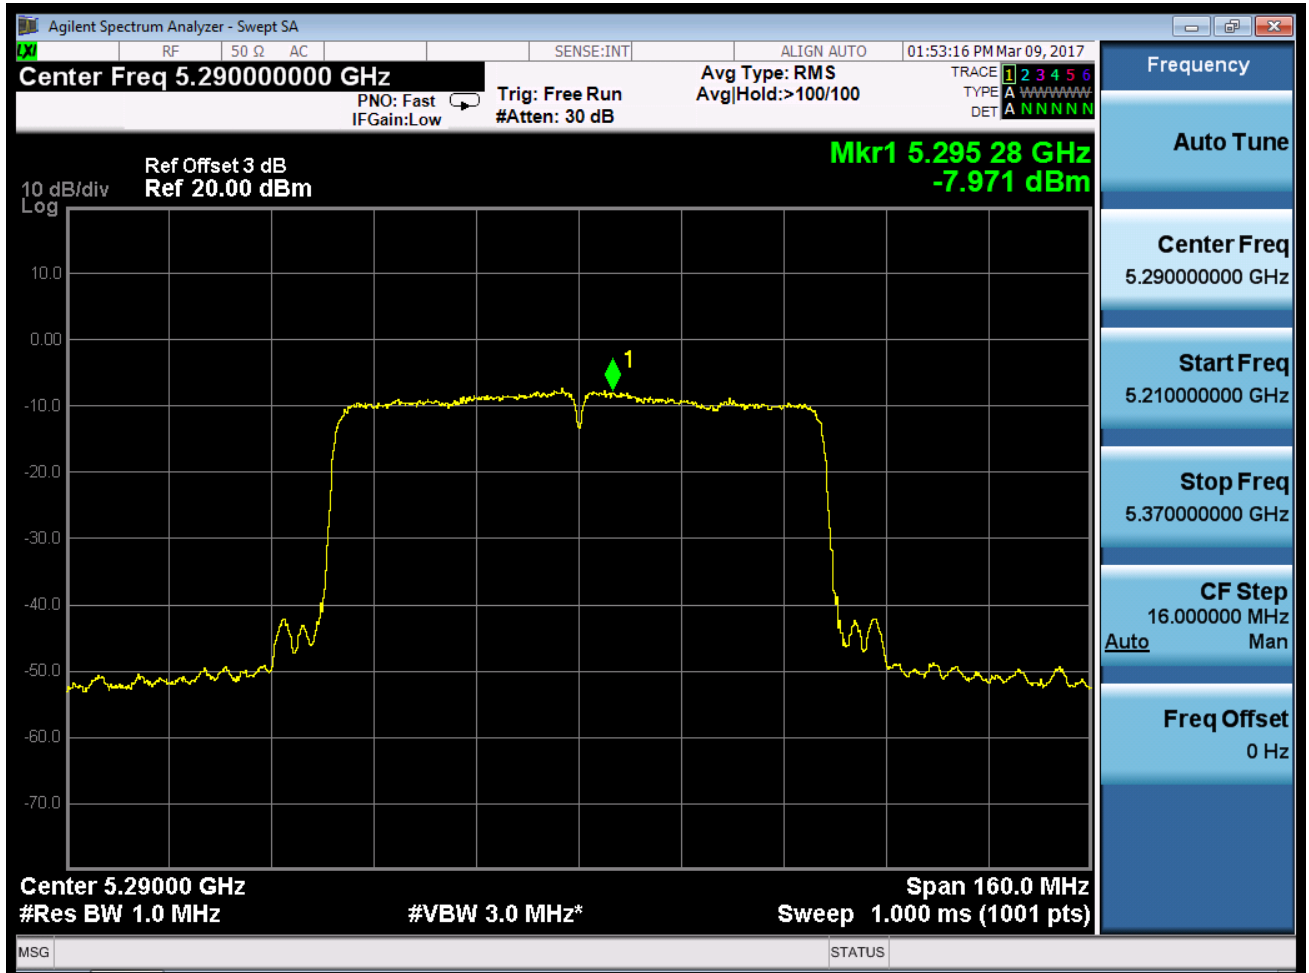 Agilent Spectrum Analyzer - Swept SA
LXI RF 50 Ω AC SENSE:INT ALIGN AUTO 01:53:16 PM Mar 09, 2017
Center Freq 5.290000000 GHz
PNO: Fast
IFGain:Low
Trig: Free Run
#Atten: 30 dB
Avg Type: RMS
Avg|Hold:>100/100
TRACE 1 2 3 4 5 6
TYPE A WWWWW
DET A N N N N N
Mkr1 5.295 28 GHz
-7.971 dBm
Ref Offset 3 dB
10 dB/div Ref 20.00 dBm
Log
10.0
0.00
-10.0
-20.0
-30.0
-40.0
-50.0
-60.0
-70.0
1
Center 5.29000 GHz Span 160.0 MHz
#Res BW 1.0 MHz #VBW 3.0 MHz* Sweep 1.000 ms (1001 pts)
MSG STATUS
Frequency
Auto Tune
Center Freq
5.290000000 GHz
Start Freq
5.210000000 GHz
Stop Freq
5.370000000 GHz
CF Step
16.000000 MHz
Auto Man
Freq Offset
0 Hz